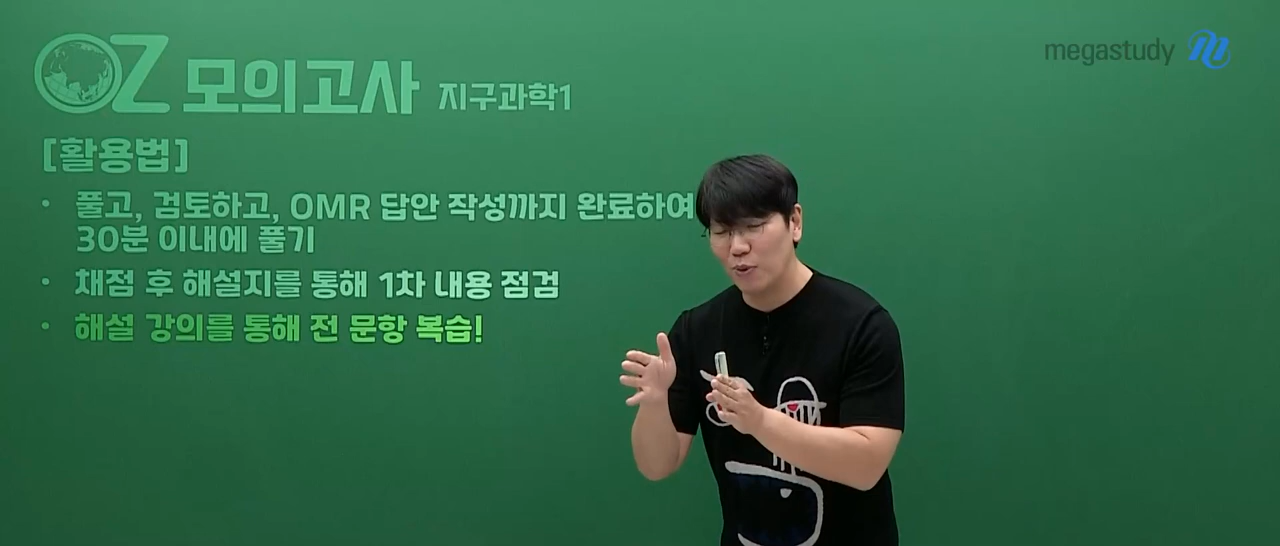 OZ 모의고사 지구과학1
megastudy
[활용법]
• 풀고, 검토하고, OMR 답안 작성까지 완료하여
30분 이내에 풀기
• 채점 후 해설지를 통해 1차 내용 점검
• 해설 강의를 통해 전 문항 복습!